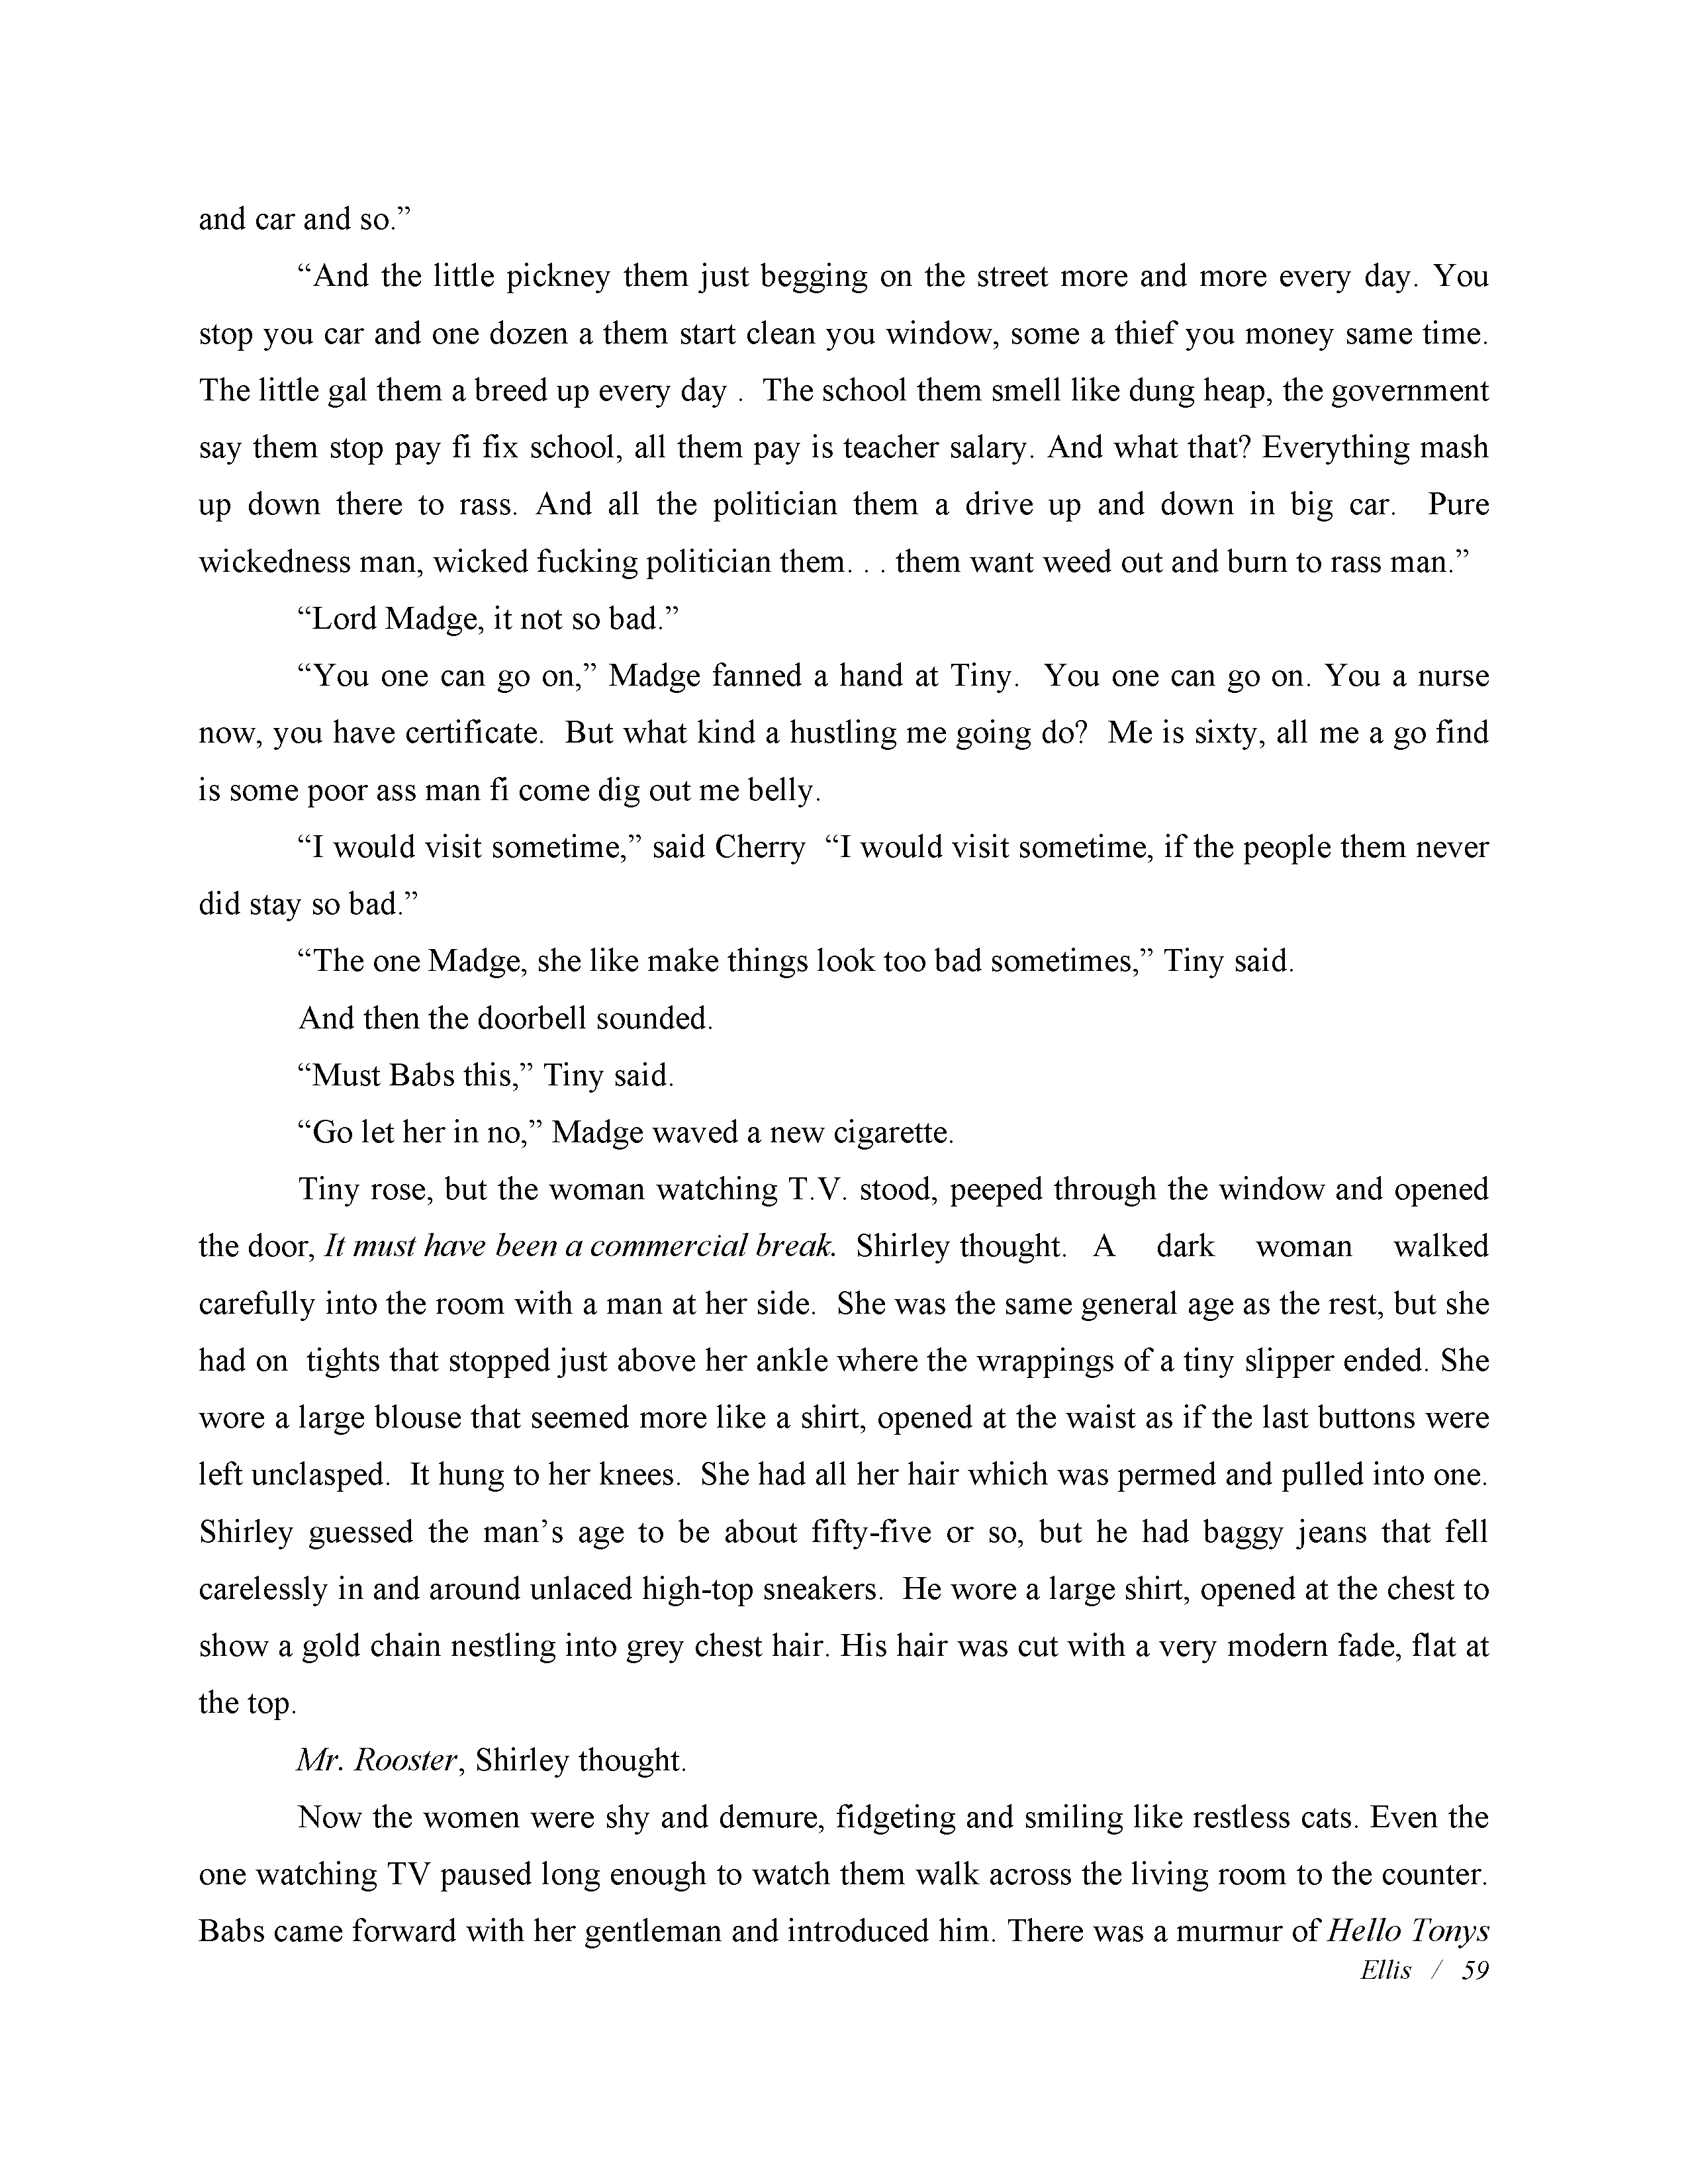 and car and so.”
“And the little pickney them just begging on the street more and more every day. You
stop you car and one dozen a them start clean you window, some a thief you money same time.
The little gal them a breed up every day .  The school them smell like dung heap, the government
say them stop pay fi fix school, all them pay is teacher salary. And what that? Everything mash
up down there to rass. And all the politician them a drive up and down in big car.  Pure
wickedness man, wicked fucking politician them. . . them want weed out and burn to rass man.”
“Lord Madge, it not so bad.”
“You one can go on,” Madge fanned a hand at Tiny.  You one can go on. You a nurse
now, you have certificate.  But what kind a hustling me going do?  Me is sixty, all me a go find
is some poor ass man fi come dig out me belly.
“I would visit sometime,” said Cherry  “I would visit sometime, if the people them never
did stay so bad.”
“The one Madge, she like make things look too bad sometimes,” Tiny said.
And then the doorbell sounded.
“Must Babs this,” Tiny said.
“Go let her in no,” Madge waved a new cigarette.
Tiny rose, but the woman watching T.V. stood, peeped through the window and opened
the door, It must have been a commercial break.  Shirley thought.  A dark woman walked
carefully into the room with a man at her side.  She was the same general age as the rest, but she
had on  tights that stopped just above her ankle where the wrappings of a tiny slipper ended. She
wore a large blouse that seemed more like a shirt, opened at the waist as if the last buttons were
left unclasped.  It hung to her knees.  She had all her hair which was permed and pulled into one.
Shirley guessed the man’s age to be about fifty-five or so, but he had baggy jeans that fell
carelessly in and around unlaced high-top sneakers.  He wore a large shirt, opened at the chest to
show a gold chain nestling into grey chest hair. His hair was cut with a very modern fade, flat at
the top.
Mr. Rooster, Shirley thought.
Now the women were shy and demure, fidgeting and smiling like restless cats. Even the
one watching TV paused long enough to watch them walk across the living room to the counter.
Babs came forward with her gentleman and introduced him. There was a murmur of Hello Tonys
Ellis / 59